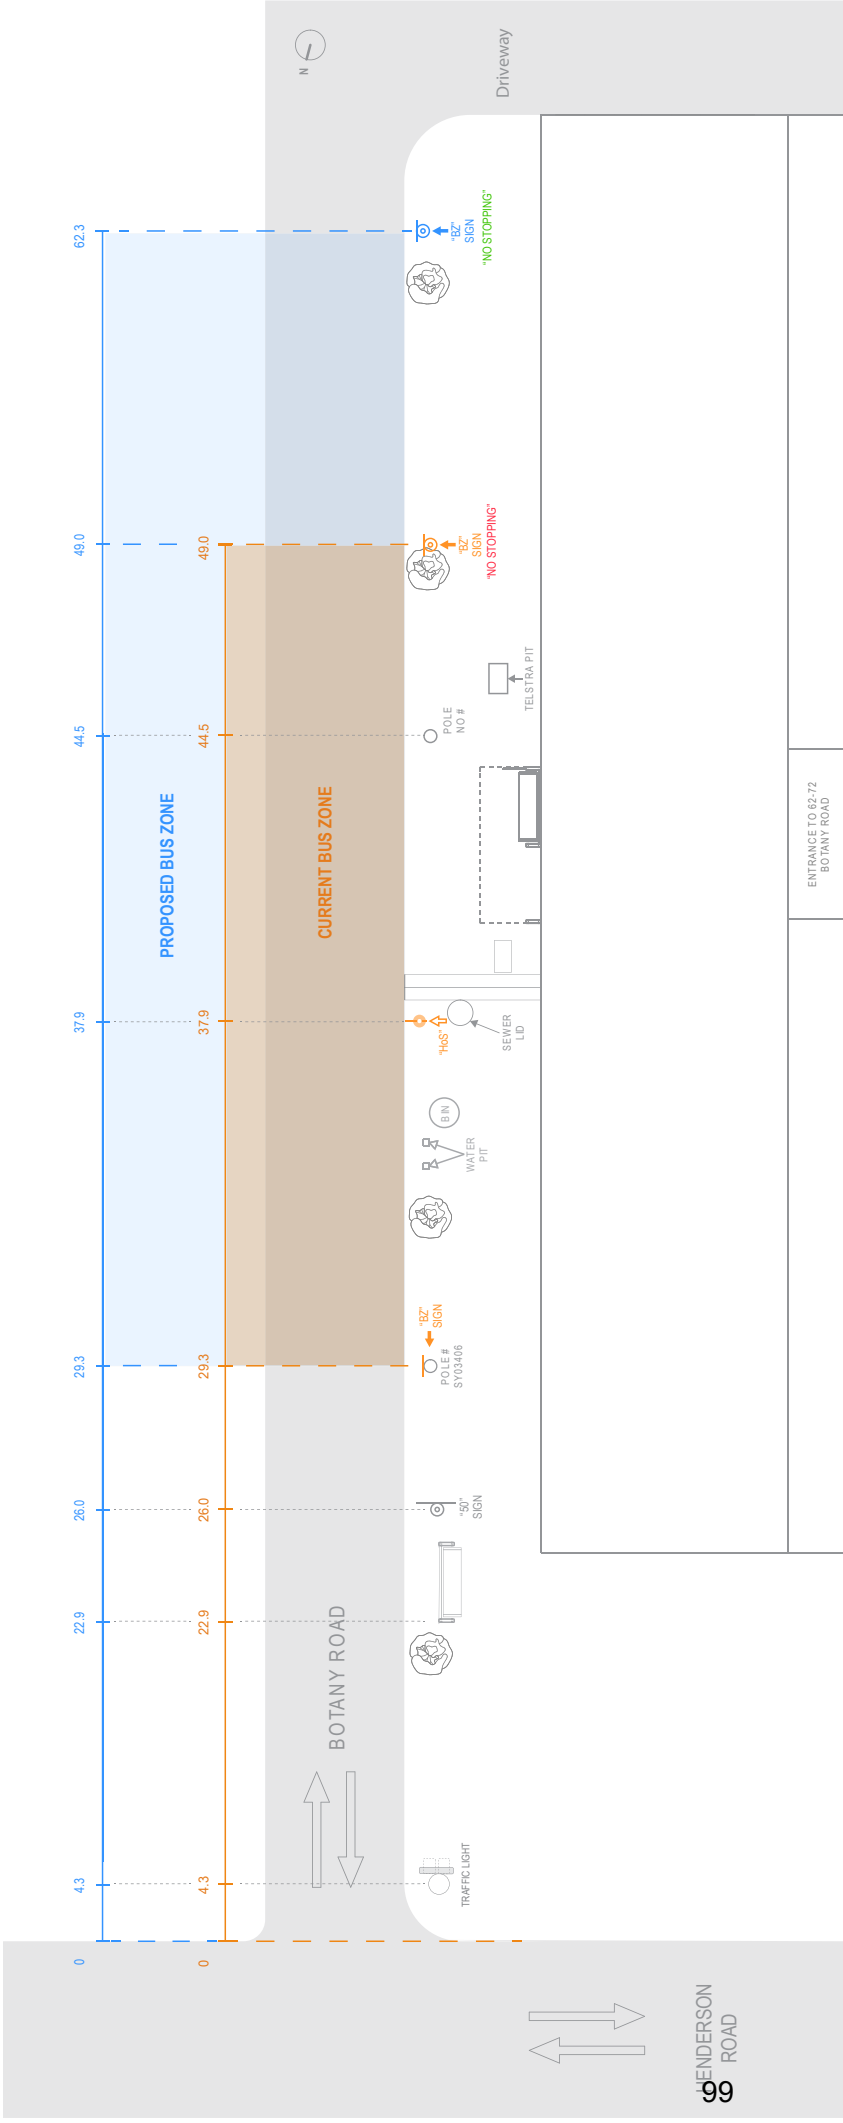 N
Driveway
62.3
"BZ"
SIGN
"NO STOPPING"
49.0
49.0
"BZ"
SIGN
"NO STOPPING"
TELSTRA PIT
POLE
NO #
44.5
44.5
PROPOSED BUS ZONE
CURRENT BUS ZONE
ENTRANCE TO 62-72
BOTANY ROAD
37.9
37.9
"HoS"
SEWER
LID
BIN
WATER
PIT
"BZ"
SIGN
29.3
29.3
POLE #
SY03406
26.0
26.0
"50"
SIGN
22.9
22.9
BOTANY ROAD
4.3
4.3
TRAFFIC LIGHT
0
0
HENDERSON
ROAD
99